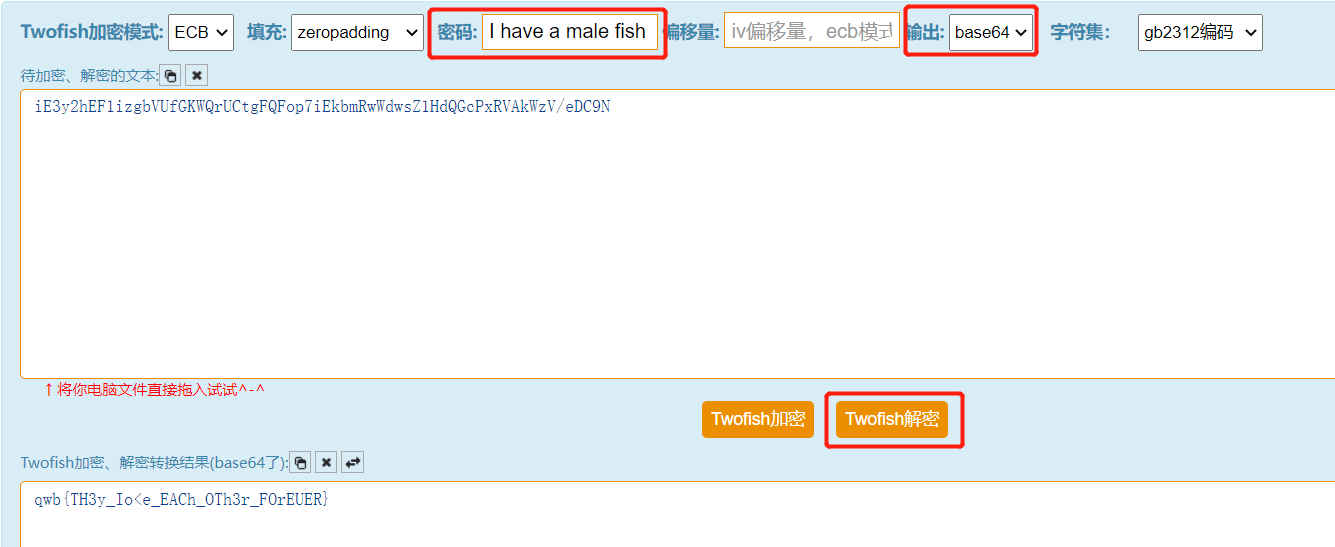 Twofish加密模式: ECB 填充: zeropadding 密码: I have a male fish 偏移量: iv偏移量，ecb模式 输出: base64 字符集: gb2312编码
待加密、解密的文本:
iE3y2hEFlizgbVUfGKWQrUCtgFQFop7iEkbmRwWdwsZ1HdQGcPxRVAkWzV/eDC9N
↑将你电脑文件直接拖入试试^-^
Twofish加密 Twofish解密
Twofish加密、解密转换结果(base64了):
qwb{TH3y_Io<e_EACh_OTh3r_FOrEUER}